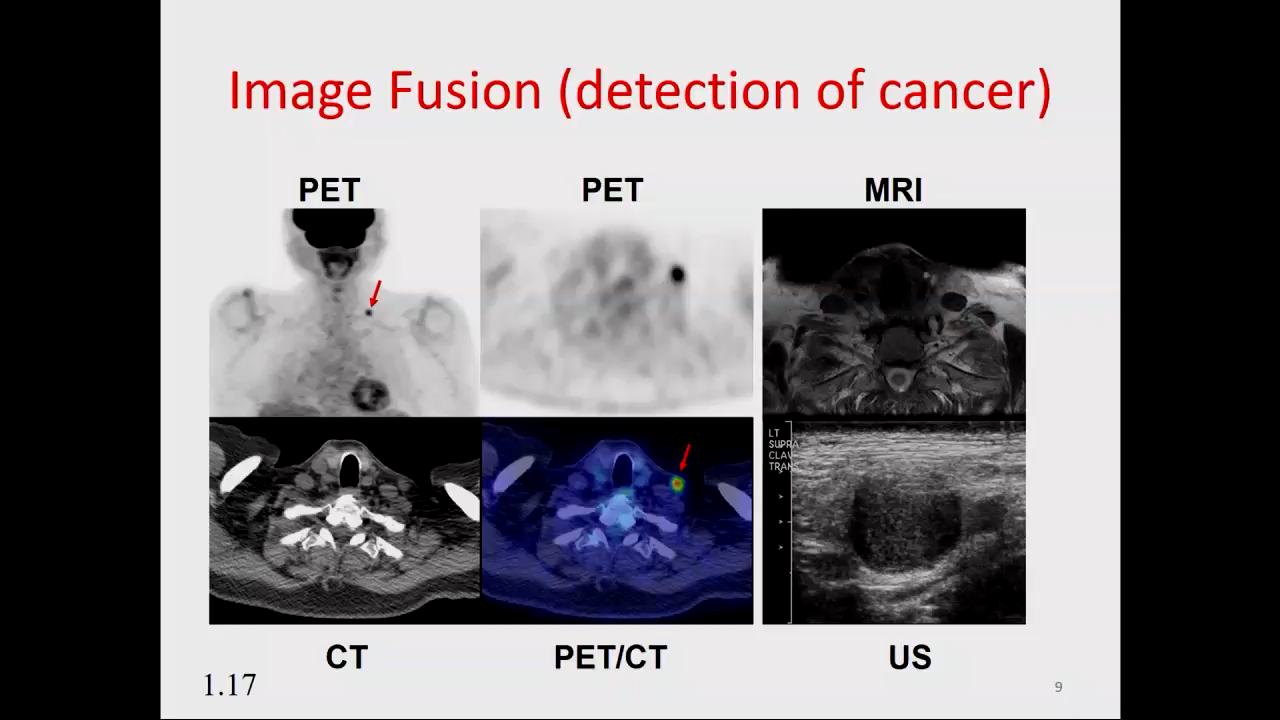 Image Fusion (detection of cancer)
PET
PET
MRI
LT
SUPRA
CLAV
TRANS
CT
PET/CT
US
1.17
9